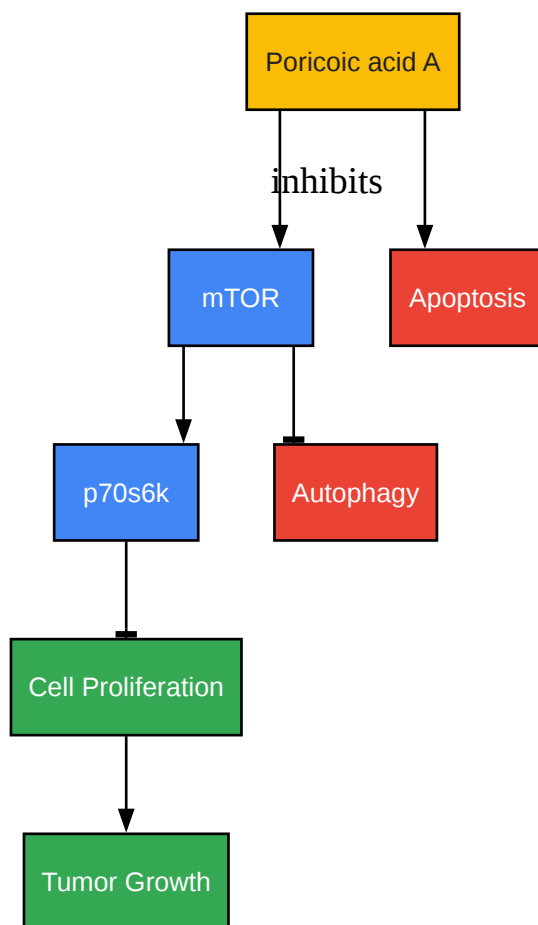 Poricoic acid A
inhibits
mTOR
Apoptosis
p70s6k
Autophagy
Cell Proliferation
Tumor Growth